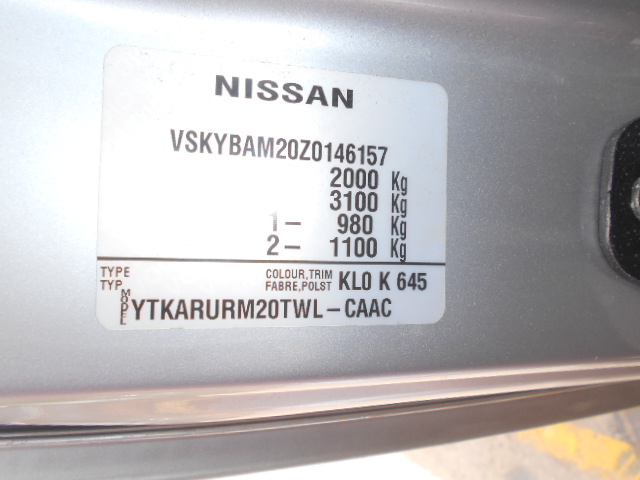 NISSAN
VSKYBAM20Z0146157
2000 Kg
3100 Kg
1– 980 Kg
2– 1100 Kg
TYPE COLOUR,TRIM
TYP FABRE,POLST KL0 K 645
MODEL YTKARURM20TWL–CAAC